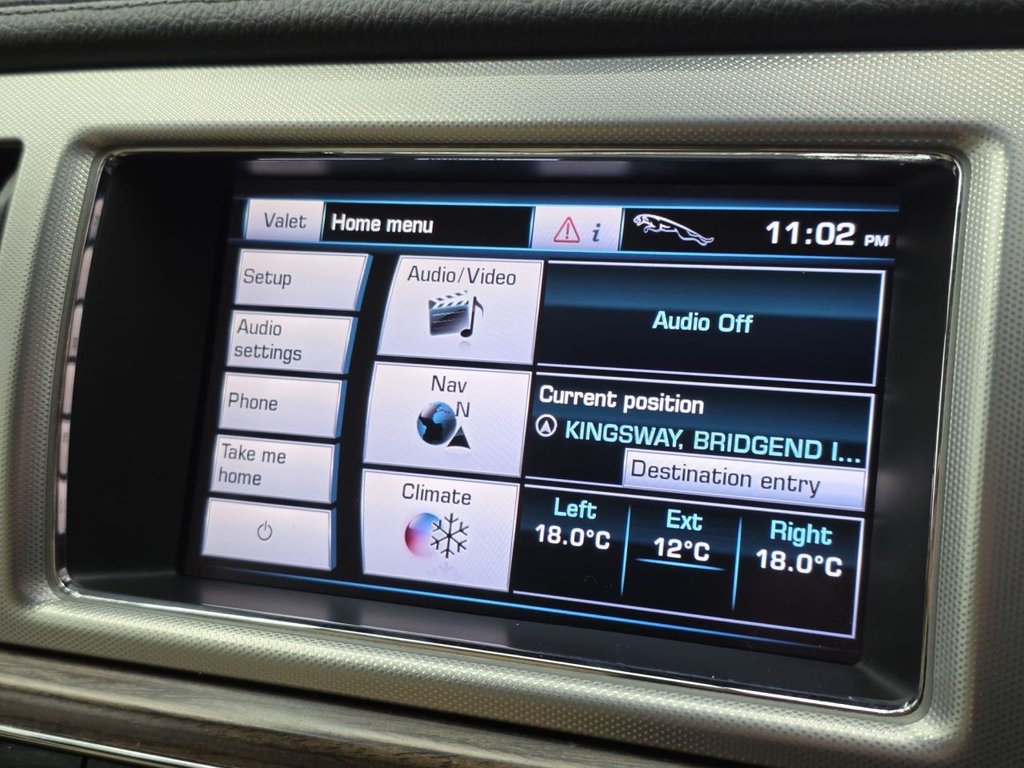 Valet
Home menu
i
11:02 PM
Setup
Audio
settings
Phone
Take me
home
Audio/Video
Nav
N
Climate
Audio Off
Current position
KINGSWAY, BRIDGEND I...
Destination entry
Left
18.0°C
Ext
12°C
Right
18.0°C